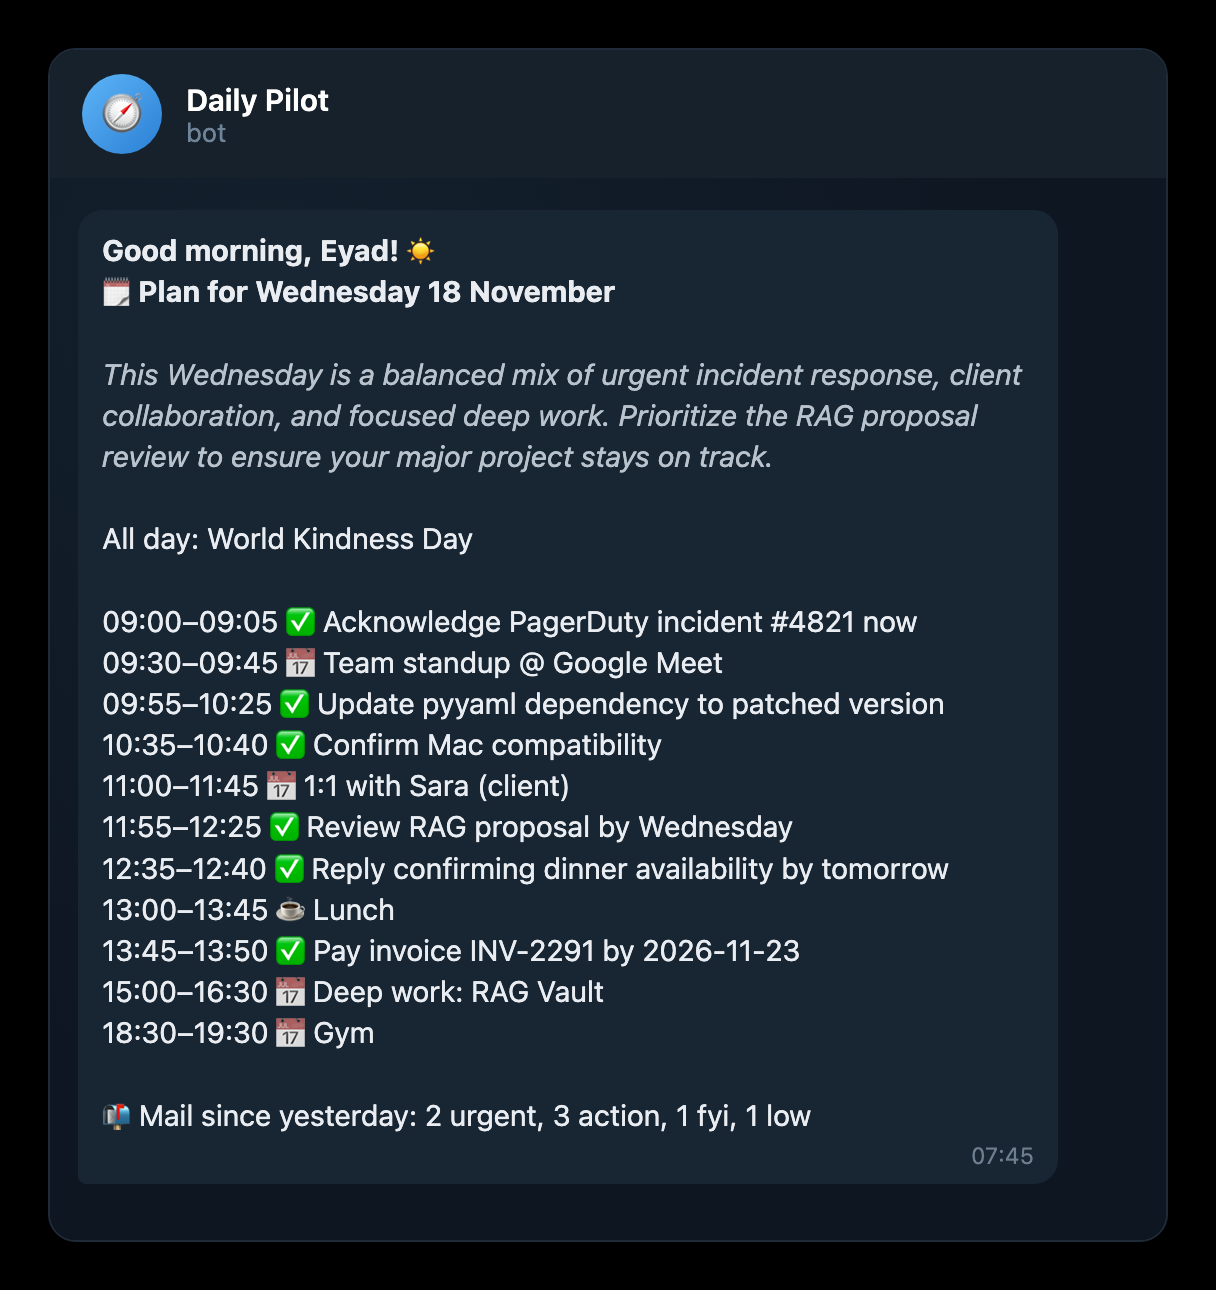 Daily Pilot
bot
Good morning, Eyad! ☀️
🗓️ Plan for Wednesday 18 November
This Wednesday is a balanced mix of urgent incident response, client
collaboration, and focused deep work. Prioritize the RAG proposal
review to ensure your major project stays on track.
All day: World Kindness Day
09:00–09:05 ✅ Acknowledge PagerDuty incident #4821 now
09:30–09:45 📅 Team standup @ Google Meet
09:55–10:25 ✅ Update pyyaml dependency to patched version
10:35–10:40 ✅ Confirm Mac compatibility
11:00–11:45 📅 1:1 with Sara (client)
11:55–12:25 ✅ Review RAG proposal by Wednesday
12:35–12:40 ✅ Reply confirming dinner availability by tomorrow
13:00–13:45 ☕ Lunch
13:45–13:50 ✅ Pay invoice INV-2291 by 2026-11-23
15:00–16:30 📅 Deep work: RAG Vault
18:30–19:30 📅 Gym
📬 Mail since yesterday: 2 urgent, 3 action, 1 fyi, 1 low
07:45